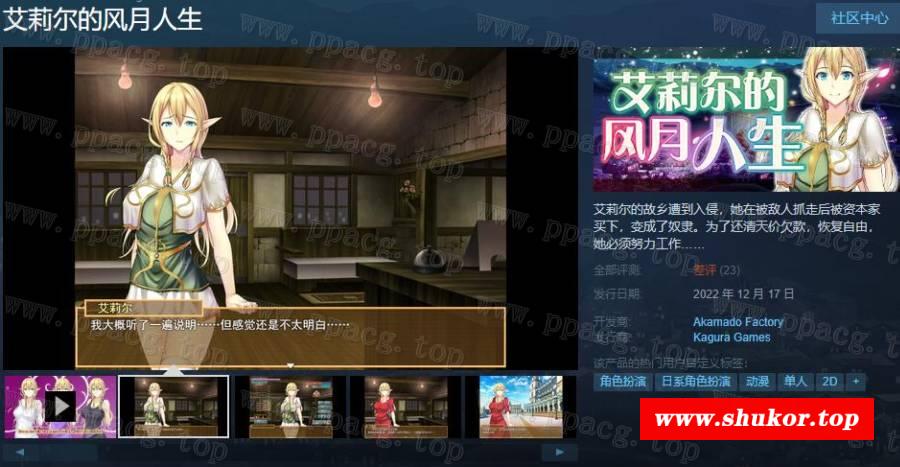 艾莉尔的风月人生
社区中心
艾莉尔
我大概听了一遍说明……但感觉还是不太明白……
艾莉尔的
风月人生
艾莉尔的故乡遭到入侵，她在被敌人抓走后被资本家
买下，变成了奴隶。为了还清天价欠款，恢复自由，
她必须努力工作……
全部评测: 差评 (23)
发行日期: 2022 年 12 月 17 日
开发商: Akamado Factory
发行商: Kagura Games
该产品的热门用户自定义标签:
角色扮演 日系角色扮演 动漫 单人 2D +
www.shukor.top
www.ppacg.top